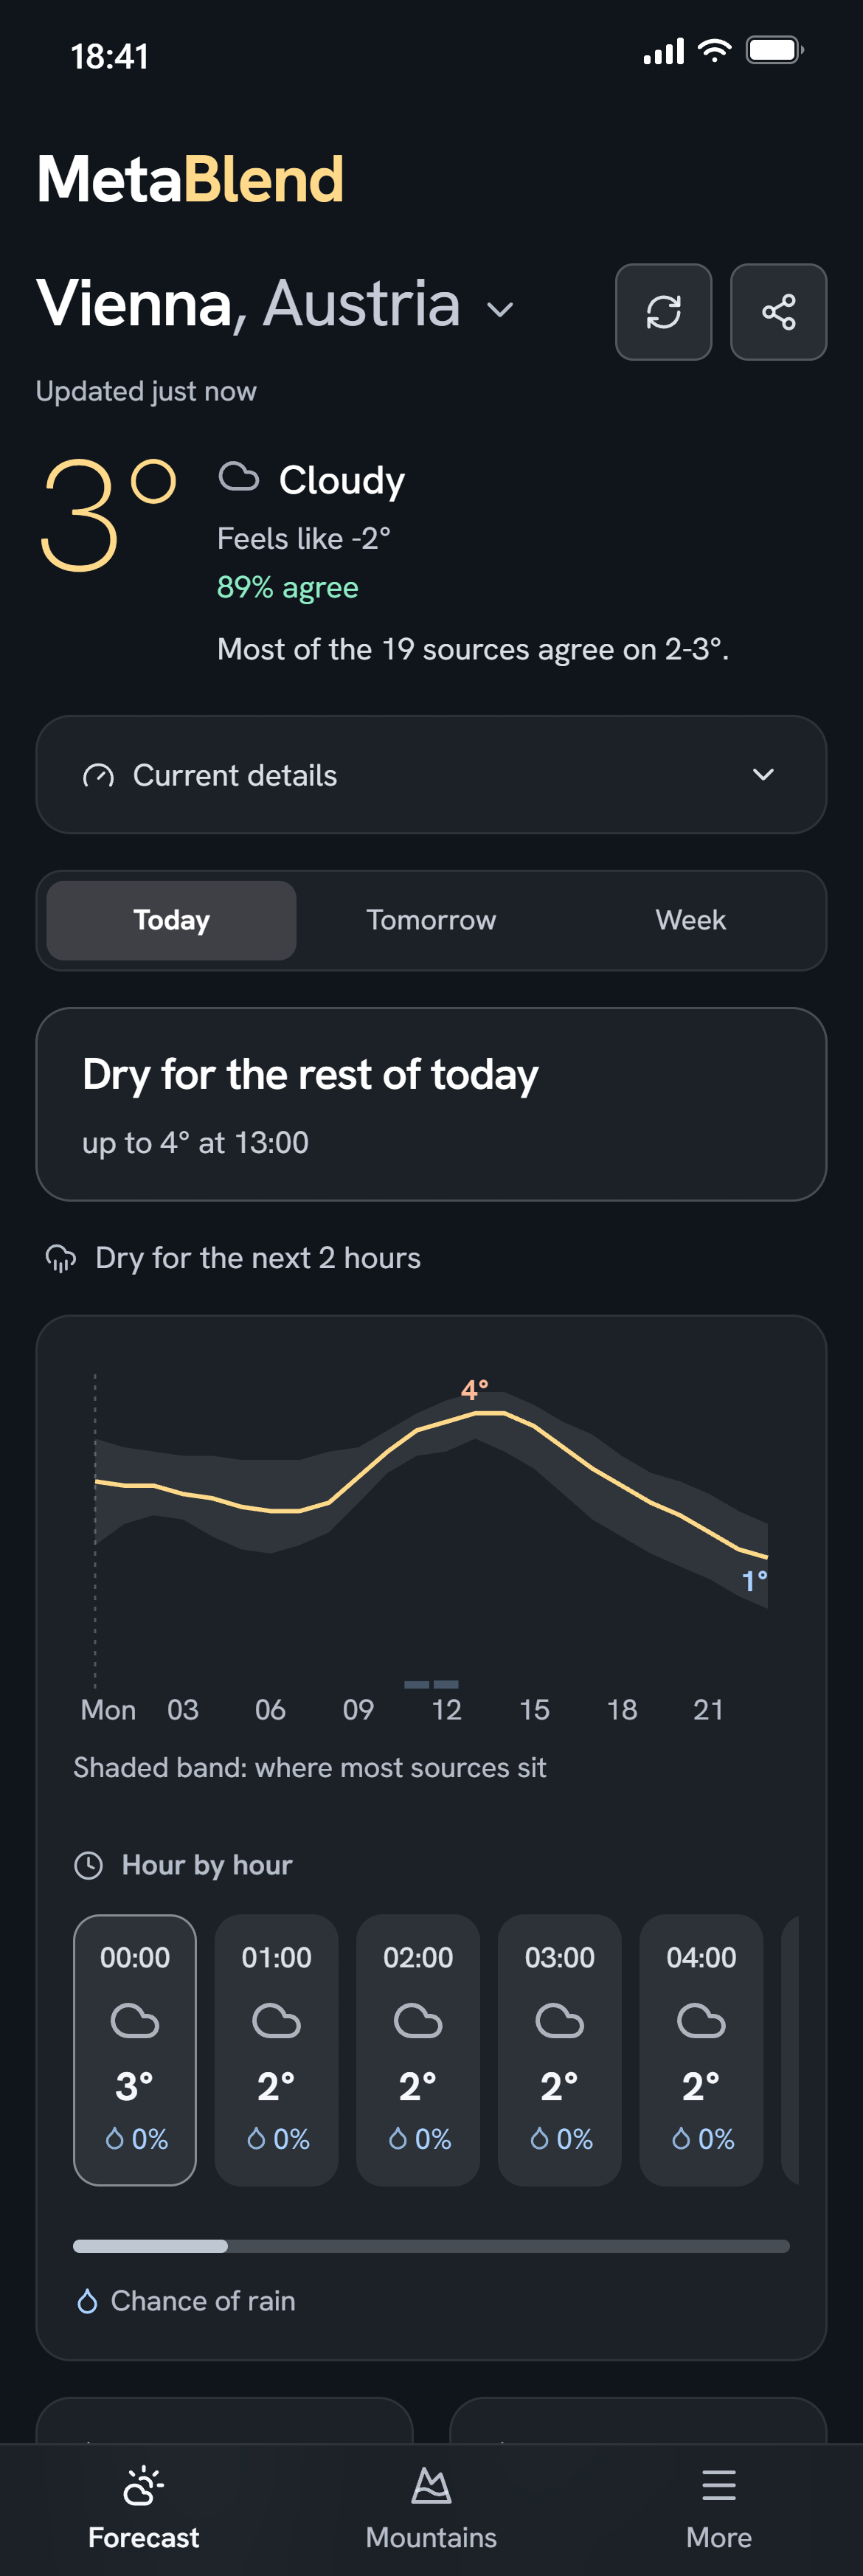 18:41
MetaBlend
Vienna, Austria
Updated just now
3°
Cloudy
Feels like -2°
89% agree
Most of the 19 sources agree on 2-3°.
Current details
Today Tomorrow Week
Dry for the rest of today
up to 4° at 13:00
Dry for the next 2 hours
4°
1°
Mon 03 06 09 12 15 18 21
Shaded band: where most sources sit
Hour by hour
00:00 01:00 02:00 03:00 04:00
3° 2° 2° 2° 2°
0% 0% 0% 0% 0%
Chance of rain
Forecast Mountains More